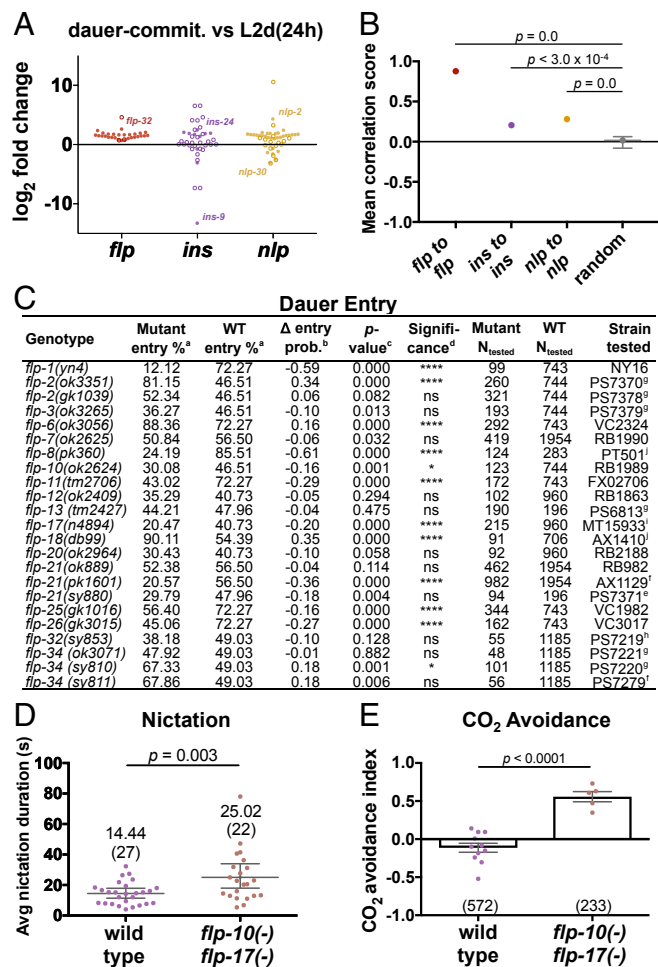 A
dauer-commit. vs L2d(24h)
log2 fold change
10
0
-10
flp-32
ins-24
nlp-2
nlp-30
ins-9
flp
ins
nlp
B
Mean correlation score
p = 0.0
p < 3.0 x 10-4
p = 0.0
1.0
0.5
0.0
-0.5
-1.0
flp to flp
ins to ins
nlp to nlp
random
C
Dauer Entry
Genotype Mutant entry %a WT entry %a Δ entry prob.b p-valuec Signifi-canced Mutant Ntested WT Ntested Strain tested
flp-1(yn4) 12.12 72.27 -0.59 0.000 **** 99 743 NY16
flp-2(ok3351) 81.15 46.51 0.34 0.000 **** 260 744 PS7370g
flp-2(gk1039) 52.34 46.51 0.06 0.082 ns 321 744 PS7378g
flp-3(ok3265) 36.27 46.51 -0.10 0.013 ns 193 744 PS7379g
flp-6(ok3056) 88.36 72.27 0.16 0.000 **** 292 743 VC2324
flp-7(ok2625) 50.84 56.50 -0.06 0.032 ns 419 1954 RB1990
flp-8(pk360) 24.19 85.51 -0.61 0.000 **** 124 283 PT501j
flp-10(ok2624) 30.08 46.51 -0.16 0.001 * 123 744 RB1989
flp-11(tm2706) 43.02 72.27 -0.29 0.000 **** 172 743 FX02706
flp-12(ok2409) 35.29 40.73 -0.05 0.294 ns 102 960 RB1863
flp-13 (tm2427) 44.21 47.96 -0.04 0.475 ns 190 196 PS6813g
flp-17(n4894) 20.47 40.73 -0.20 0.000 **** 215 960 MT15933i
flp-18(db99) 90.11 54.39 0.35 0.000 **** 91 706 AX1410j
flp-20(ok2964) 30.43 40.73 -0.10 0.058 ns 92 960 RB2188
flp-21(ok889) 52.38 56.50 -0.04 0.114 ns 462 1954 RB982
flp-21(pk1601) 20.57 56.50 -0.36 0.000 **** 982 1954 AX1129f
flp-21(sy880) 29.79 47.96 -0.18 0.004 ns 94 196 PS7371e
flp-25(gk1016) 56.40 72.27 -0.16 0.000 **** 344 743 VC1982
flp-26(gk3015) 45.06 72.27 -0.27 0.000 **** 162 743 VC3017
flp-32(sy853) 38.18 49.03 -0.10 0.128 ns 55 1185 PS7219h
flp-34 (ok3071) 47.92 49.03 -0.01 0.882 ns 48 1185 PS7221g
flp-34 (sy810) 67.33 49.03 0.18 0.001 * 101 1185 PS7220g
flp-34 (sy811) 67.86 49.03 0.18 0.006 ns 56 1185 PS7279f
D
Nictation
Avg nictation duration (s)
p = 0.003
100
80
60
40
20
0
14.44
(27)
25.02
(22)
wild type
flp-10(-) flp-17(-)
E
CO2 Avoidance
CO2 avoidance index
p < 0.0001
1.0
0.5
0.0
-0.5
-1.0
(572)
(233)
wild type
flp-10(-) flp-17(-)